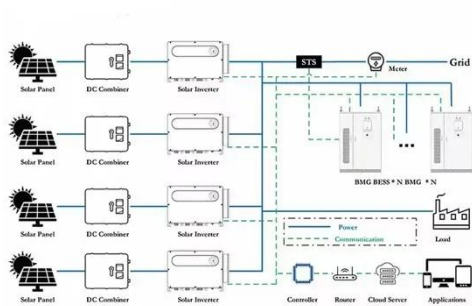 STS
Meter
Grid
Solar Panel
DC Combiner
Solar Inverter
Solar Panel
DC Combiner
Solar Inverter
BMG BESS * N BMG * N
Solar Panel
DC Combiner
Solar Inverter
Power
Communication
Load
Solar Panel
DC Combiner
Solar Inverter
Controller
Router
Cloud Server
Applications